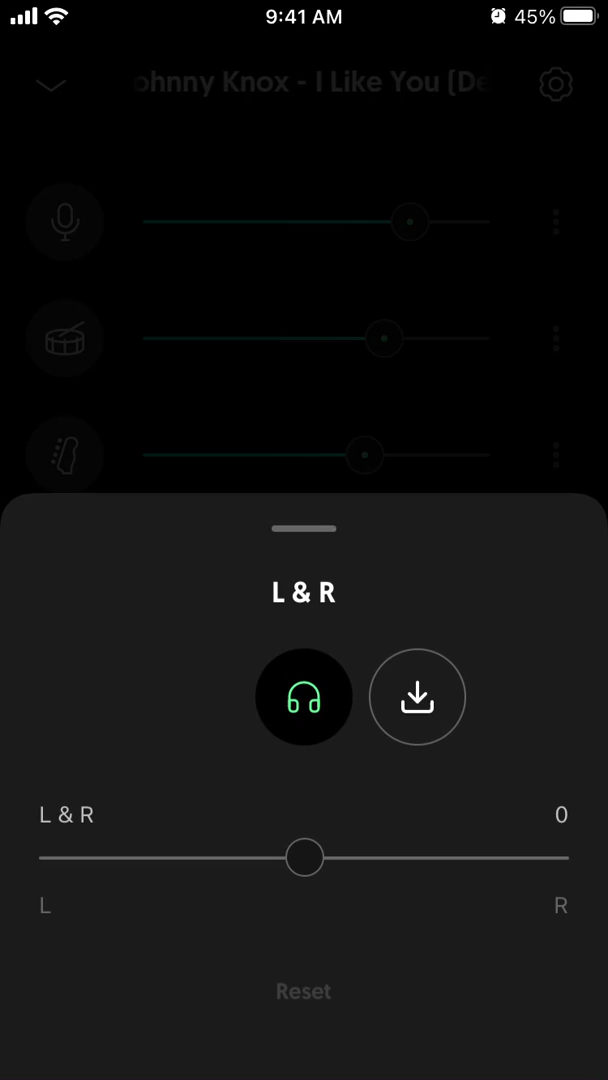 9:41 AM
45%
ohnny Knox - I Like You (De
L & R
L & R
0
L
R
Reset